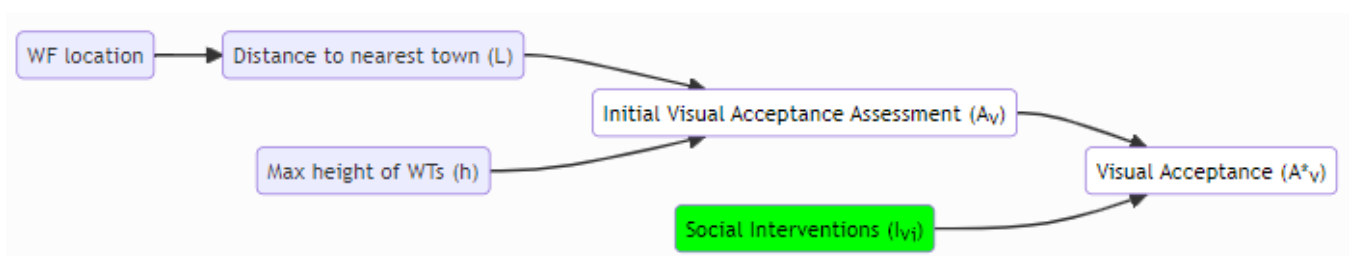 WF location
Distance to nearest town (L)
Initial Visual Acceptance Assessment (Av)
Max height of WTs (h)
Visual Acceptance (A*v)
Social Interventions (Ivi)